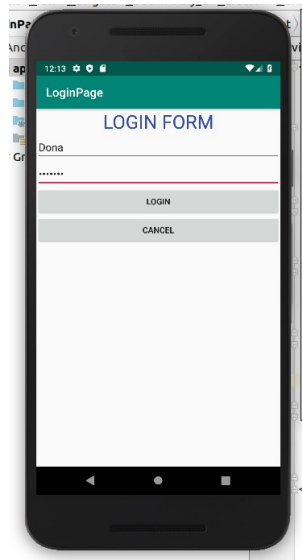 12:13
LoginPage
LOGIN FORM
Dona
•••••••
LOGIN
CANCEL